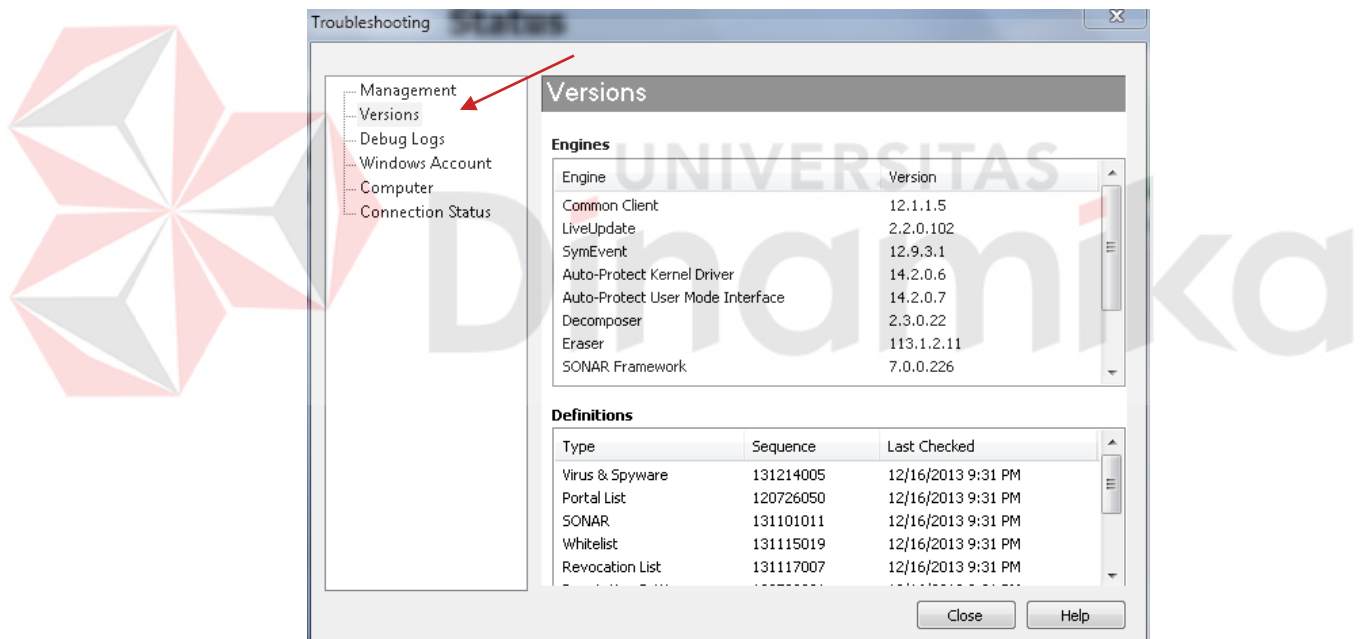 Troubleshooting Status
Management
Versions
Debug Logs
Windows Account
Computer
Connection Status
Versions
Engines
Engine Version
Common Client 12.1.1.5
LiveUpdate 2.2.0.102
SymEvent 12.9.3.1
Auto-Protect Kernel Driver 14.2.0.6
Auto-Protect User Mode Interface 14.2.0.7
Decomposer 2.3.0.22
Eraser 113.1.2.11
SONAR Framework 7.0.0.226
Definitions
Type Sequence Last Checked
Virus & Spyware 131214005 12/16/2013 9:31 PM
Portal List 120726050 12/16/2013 9:31 PM
SONAR 131101011 12/16/2013 9:31 PM
Whitelist 131115019 12/16/2013 9:31 PM
Revocation List 131117007 12/16/2013 9:31 PM
Close Help
UNIVERSITAS
Dinamika